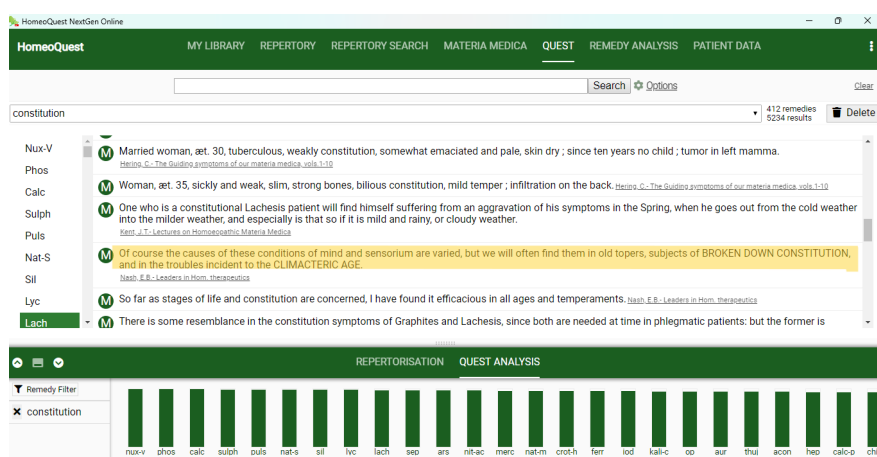 HomeoQuest NextGen Online
HomeoQuest MY LIBRARY REPERTORY REPERTORY SEARCH MATERIA MEDICA QUEST REMEDY ANALYSIS PATIENT DATA
Search Options Clear
constitution 412 remedies
5234 results Delete
Nux-V
Phos
Calc
Sulph
Puls
Nat-S
Sil
Lyc
Lach
M Married woman, æt. 30, tuberculous, weakly constitution, somewhat emaciated and pale, skin dry ; since ten years no child ; tumor in left mamma.
Hering, C.- The Guiding symptoms of our materia medica, vols.1-10
M Woman, æt. 35, sickly and weak, slim, strong bones, bilious constitution, mild temper ; infiltration on the back. Hering, C.- The Guiding symptoms of our materia medica, vols.1-10
M One who is a constitutional Lachesis patient will find himself suffering from an aggravation of his symptoms in the Spring, when he goes out from the cold weather
into the milder weather, and especially is that so if it is mild and rainy, or cloudy weather.
Kent, J.T.- Lectures on Homoeopathic Materia Medica
M Of course the causes of these conditions of mind and sensorium are varied, but we will often find them in old topers, subjects of BROKEN DOWN CONSTITUTION,
and in the troubles incident to the CLIMACTERIC AGE.
Nash, E.B.- Leaders in Hom. therapeutics
M So far as stages of life and constitution are concerned, I have found it efficacious in all ages and temperaments. Nash, E.B.- Leaders in Hom. therapeutics
M There is some resemblance in the constitution symptoms of Graphites and Lachesis, since both are needed at time in phlegmatic patients: but the former is
REPERTORISATION QUEST ANALYSIS
Remedy Filter
constitution
nux-v phos calc sulph puls nat-s sil lyc lach sep ars nit-ac merc nat-m crot-h ferr iod kali-c op aur thuj acon hep calc-p chi